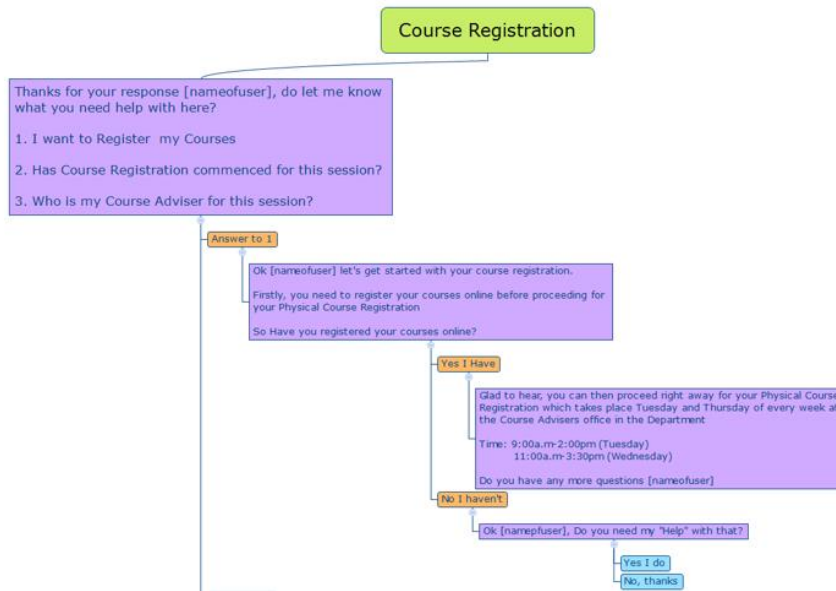 Course Registration
Thanks for your response [nameofuser], do let me know
what you need help with here?
1. I want to Register my Courses
2. Has Course Registration commenced for this session?
3. Who is my Course Adviser for this session?
Answer to 1
Ok [nameofuser] let's get started with your course registration.
Firstly, you need to register your courses online before proceeding for
your Physical Course Registration
So Have you registered your courses online?
Yes I Have
Glad to hear, you can then proceed right away for your Physical Course
Registration which takes place Tuesday and Thursday of every week at
the Course Advisers office in the Department
Time: 9:00a.m-2:00pm (Tuesday)
11:00a.m-3:30pm (Wednesday)
Do you have any more questions [nameofuser]
No I haven't
Ok [namepfuser], Do you need my "Help" with that?
Yes I do
No, thanks